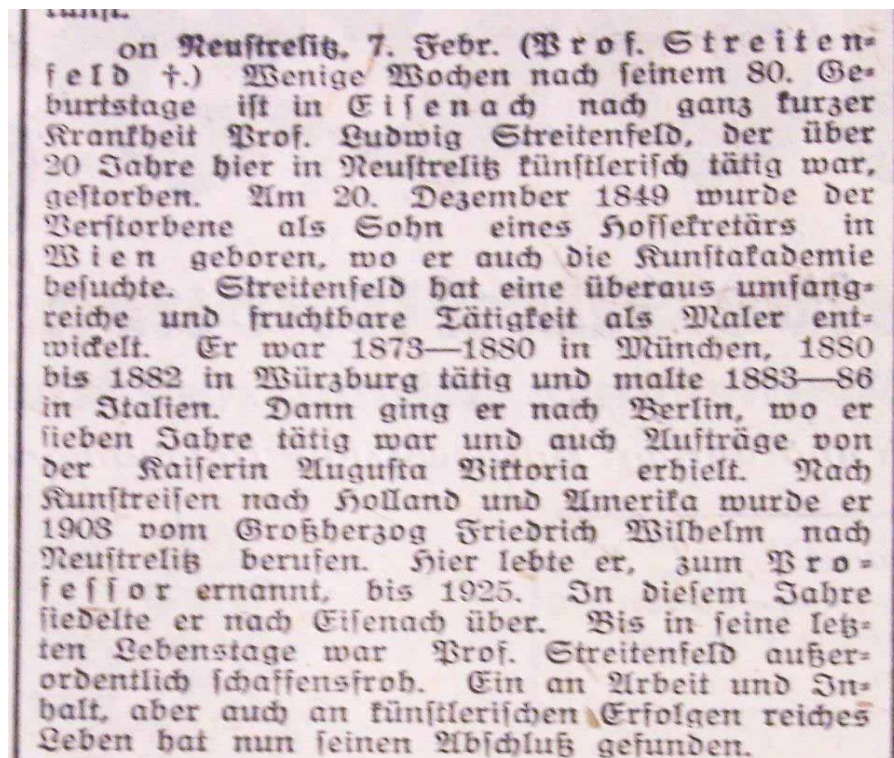 kunst.
on Neustrelitz, 7. Febr. (Prof. Streiten-
feld †.) Wenige Wochen nach seinem 80. Ge-
burtstage ist in Eisenach nach ganz kurzer
Krankheit Prof. Ludwig Streitenfeld, der über
20 Jahre hier in Neustrelitz künstlerisch tätig war,
gestorben. Am 20. Dezember 1849 wurde der
Verstorbene als Sohn eines Hofsekretärs in
Wien geboren, wo er auch die Kunstakademie
besuchte. Streitenfeld hat eine überaus umfang-
reiche und fruchtbare Tätigkeit als Maler ent-
wickelt. Er war 1873—1880 in München, 1880
bis 1882 in Würzburg tätig und malte 1883—86
in Italien. Dann ging er nach Berlin, wo er
sieben Jahre tätig war und auch Aufträge von
der Kaiserin Augusta Viktoria erhielt. Nach
Kunstreisen nach Holland und Amerika wurde er
1903 vom Großherzog Friedrich Wilhelm nach
Neustrelitz berufen. Hier lebte er, zum Pro-
fessor ernannt, bis 1925. In diesem Jahre
siedelte er nach Eisenach über. Bis in seine letz-
ten Lebenstage war Prof. Streitenfeld außer-
ordentlich schaffensfroh. Ein an Arbeit und In-
halt, aber auch an künstlerischen Erfolgen reiches
Leben hat nun seinen Abschluß gefunden.